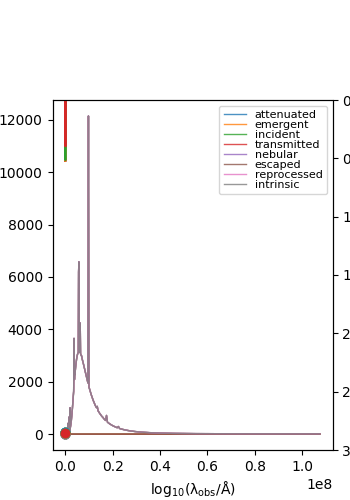 attenuated
emergent
incident
transmitted
nebular
escaped
reprocessed
intrinsic
12000
10000
8000
6000
4000
2000
0
0
0
1
1
2
2
3
0.0 0.2 0.4 0.6 0.8 1.0
1e8
log10(λobs/Å)